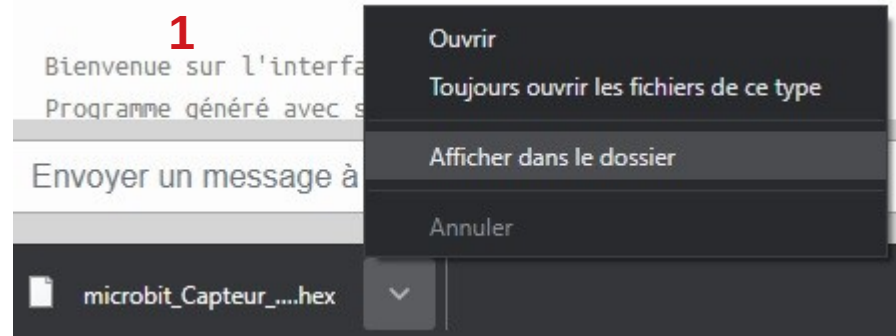 1
Bienvenue sur l'interfa
Programme généré avec s
Envoyer un message à
Ouvrir
Toujours ouvrir les fichiers de ce type
Afficher dans le dossier
Annuler
microbit_Capteur_....hex